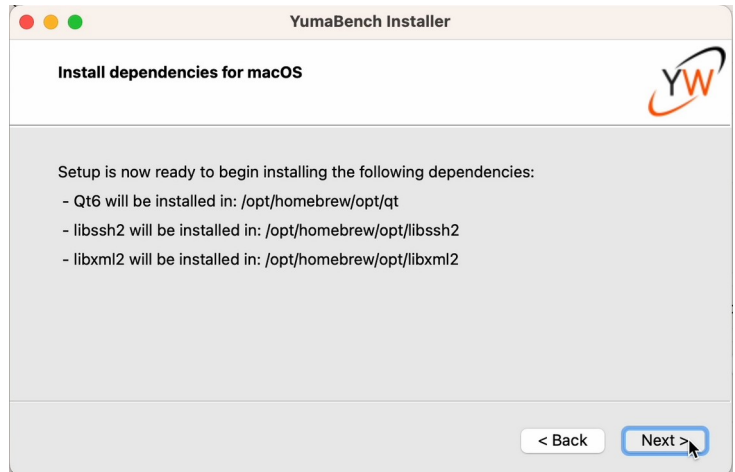 YumaBench Installer
Install dependencies for macOS
YW
Setup is now ready to begin installing the following dependencies:
- Qt6 will be installed in: /opt/homebrew/opt/qt
- libssh2 will be installed in: /opt/homebrew/opt/libssh2
- libxml2 will be installed in: /opt/homebrew/opt/libxml2
< Back
Next >